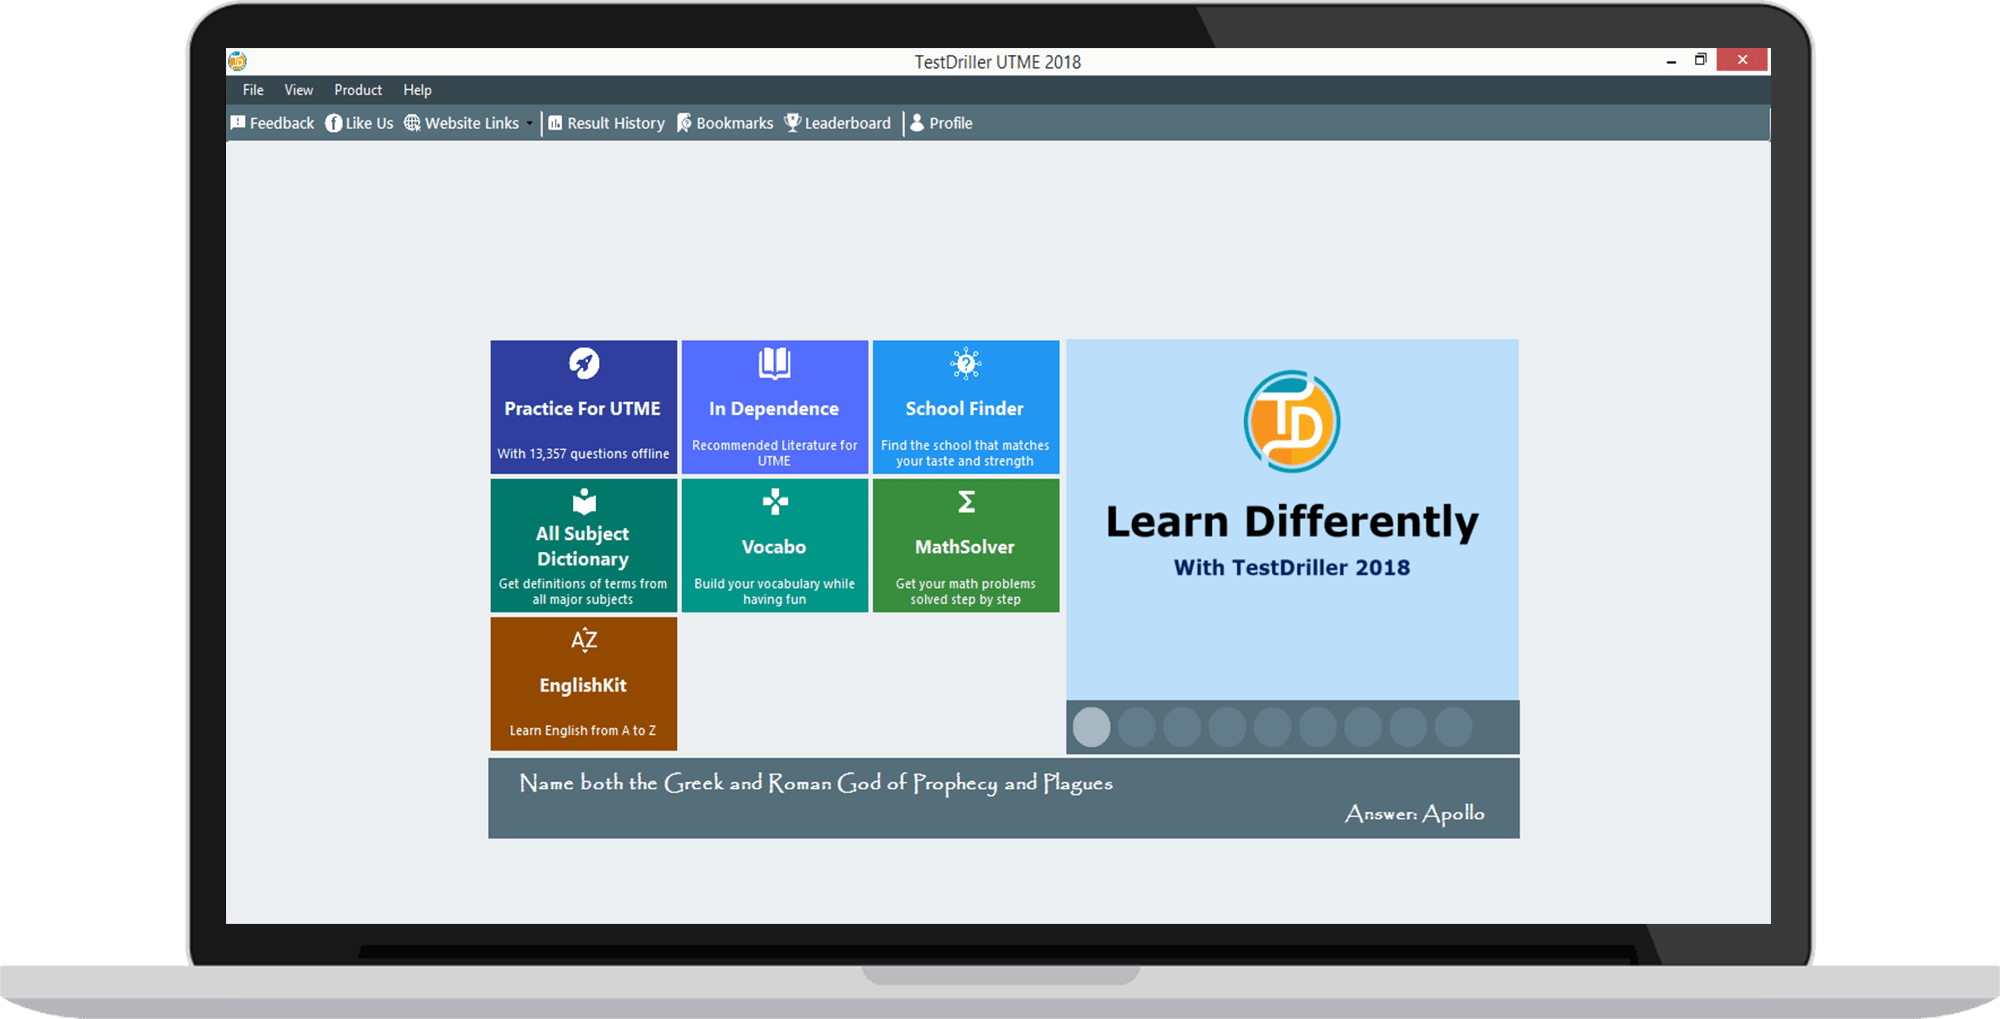 TestDriller UTME 2018
File View Product Help
Feedback Like Us Website Links Result History Bookmarks Leaderboard Profile
Practice For UTME
With 13,357 questions offline
In Dependence
Recommended Literature for
UTME
School Finder
Find the school that matches
your taste and strength
All Subject
Dictionary
Get definitions of terms from
all major subjects
Vocabo
Build your vocabulary while
having fun
Σ
MathSolver
Get your math problems
solved step by step
AZ
EnglishKit
Learn English from A to Z
TD
Learn Differently
With TestDriller 2018
Name both the Greek and Roman God of Prophecy and Plagues
Answer: Apollo